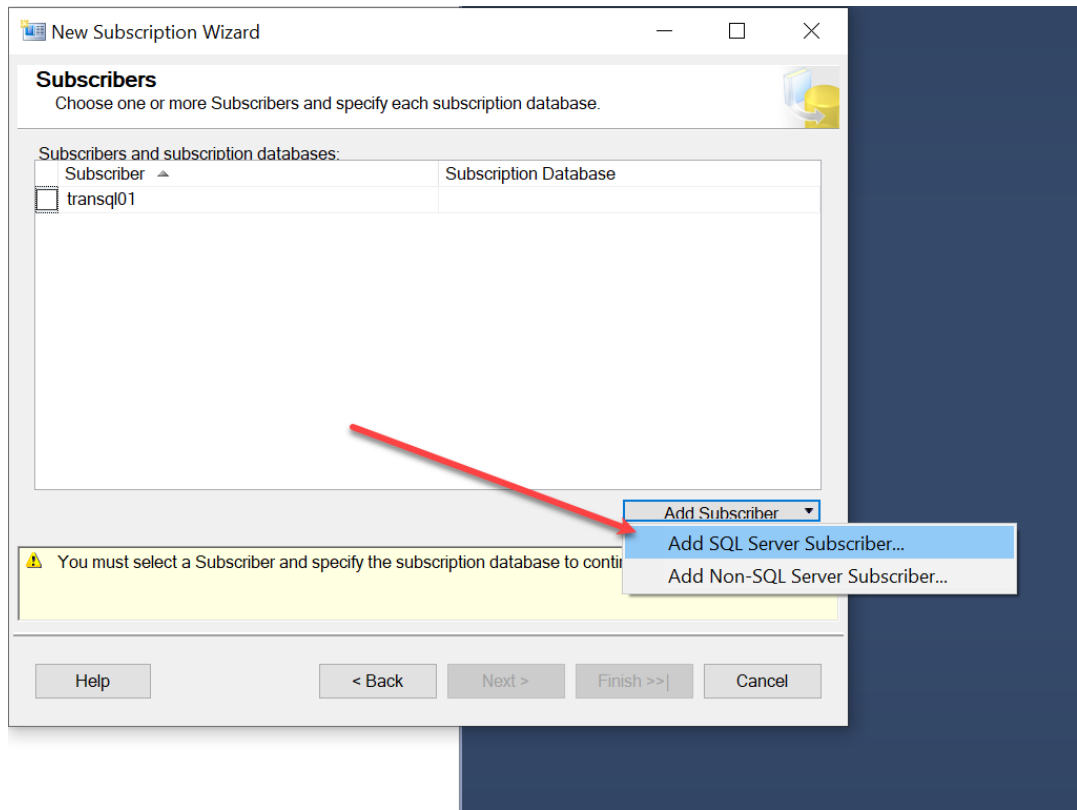 New Subscription Wizard
Subscribers
Choose one or more Subscribers and specify each subscription database.
Subscribers and subscription databases:
Subscriber Subscription Database
transql01
Add Subscriber
Add SQL Server Subscriber...
Add Non-SQL Server Subscriber...
You must select a Subscriber and specify the subscription database to
Help < Back Next > Finish >>| Cancel